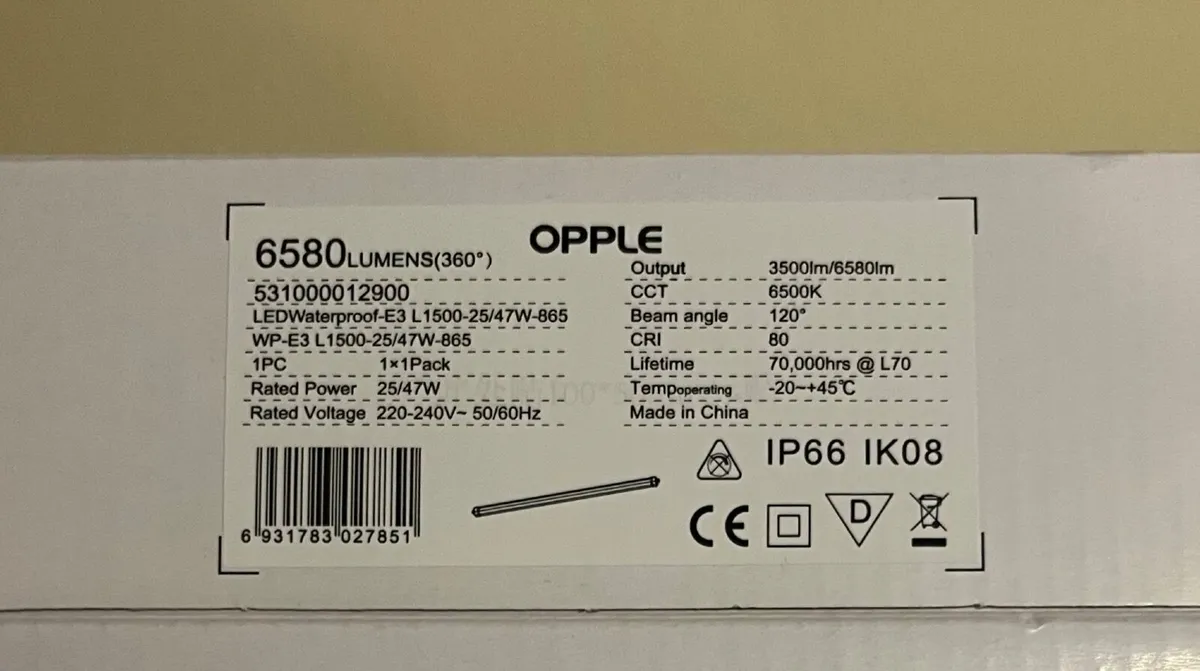 OPPLE
6580LUMENS(360°)
531000012900
LEDWaterproof-E3 L1500-25/47W-865
WP-E3 L1500-25/47W-865
1PC 1×1Pack
Rated Power 25/47W
Rated Voltage 220-240V~ 50/60Hz
Output 3500lm/6580lm
CCT 6500K
Beam angle 120°
CRI 80
Lifetime 70,000hrs @ L70
Tempoperating -20~+45℃
Made in China
IP66 IK08
CE
D
6 931783 027851